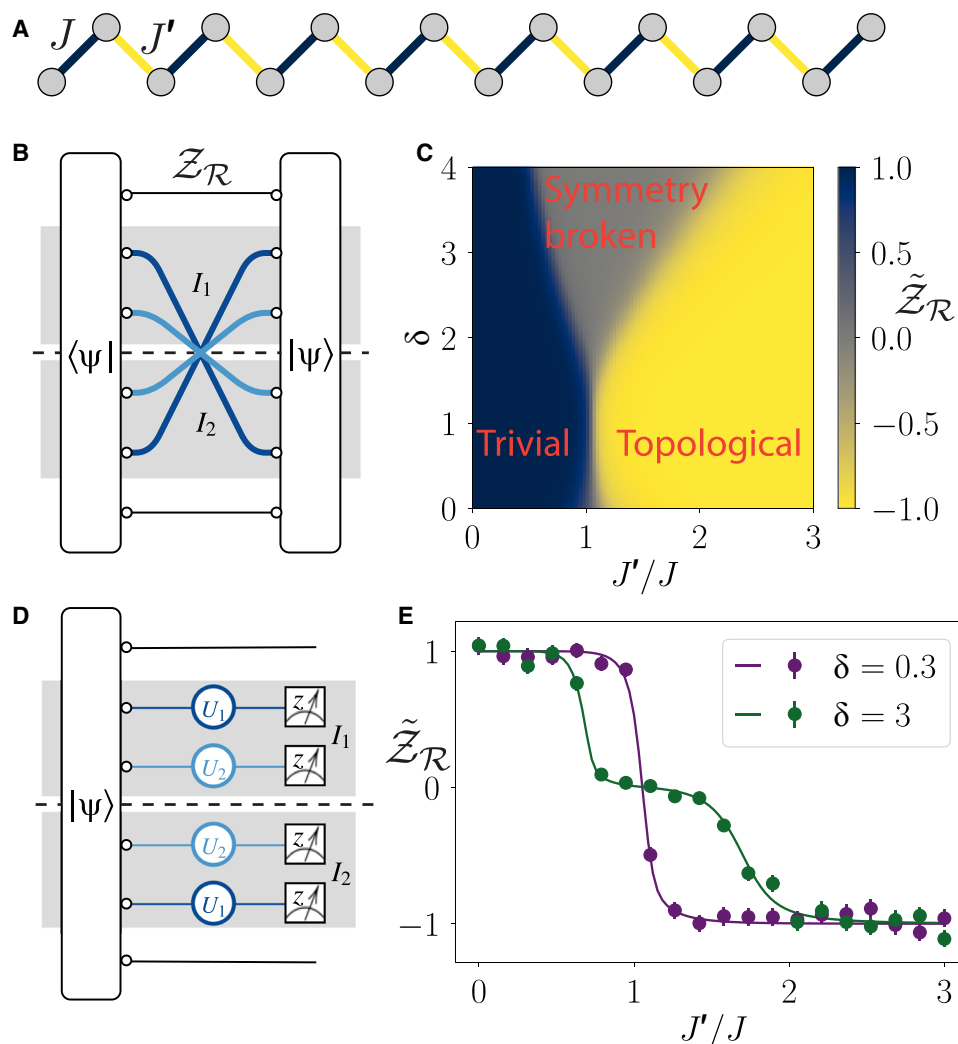 A
J J'
B
𝒵_ℛ
I₁
⟨ψ| |ψ⟩
I₂
C
4
3
2
1
0
δ
Symmetry
broken
Trivial Topological
0 1 2 3
J'/J
1.0
0.5
0.0
−0.5
−1.0
𝒵̃_ℛ
D
|ψ⟩
U₁ z
I₁
U₂ z
U₂ z
I₂
U₁ z
E
1
0
−1
𝒵̃_ℛ
δ = 0.3
δ = 3
0 1 2 3
J'/J